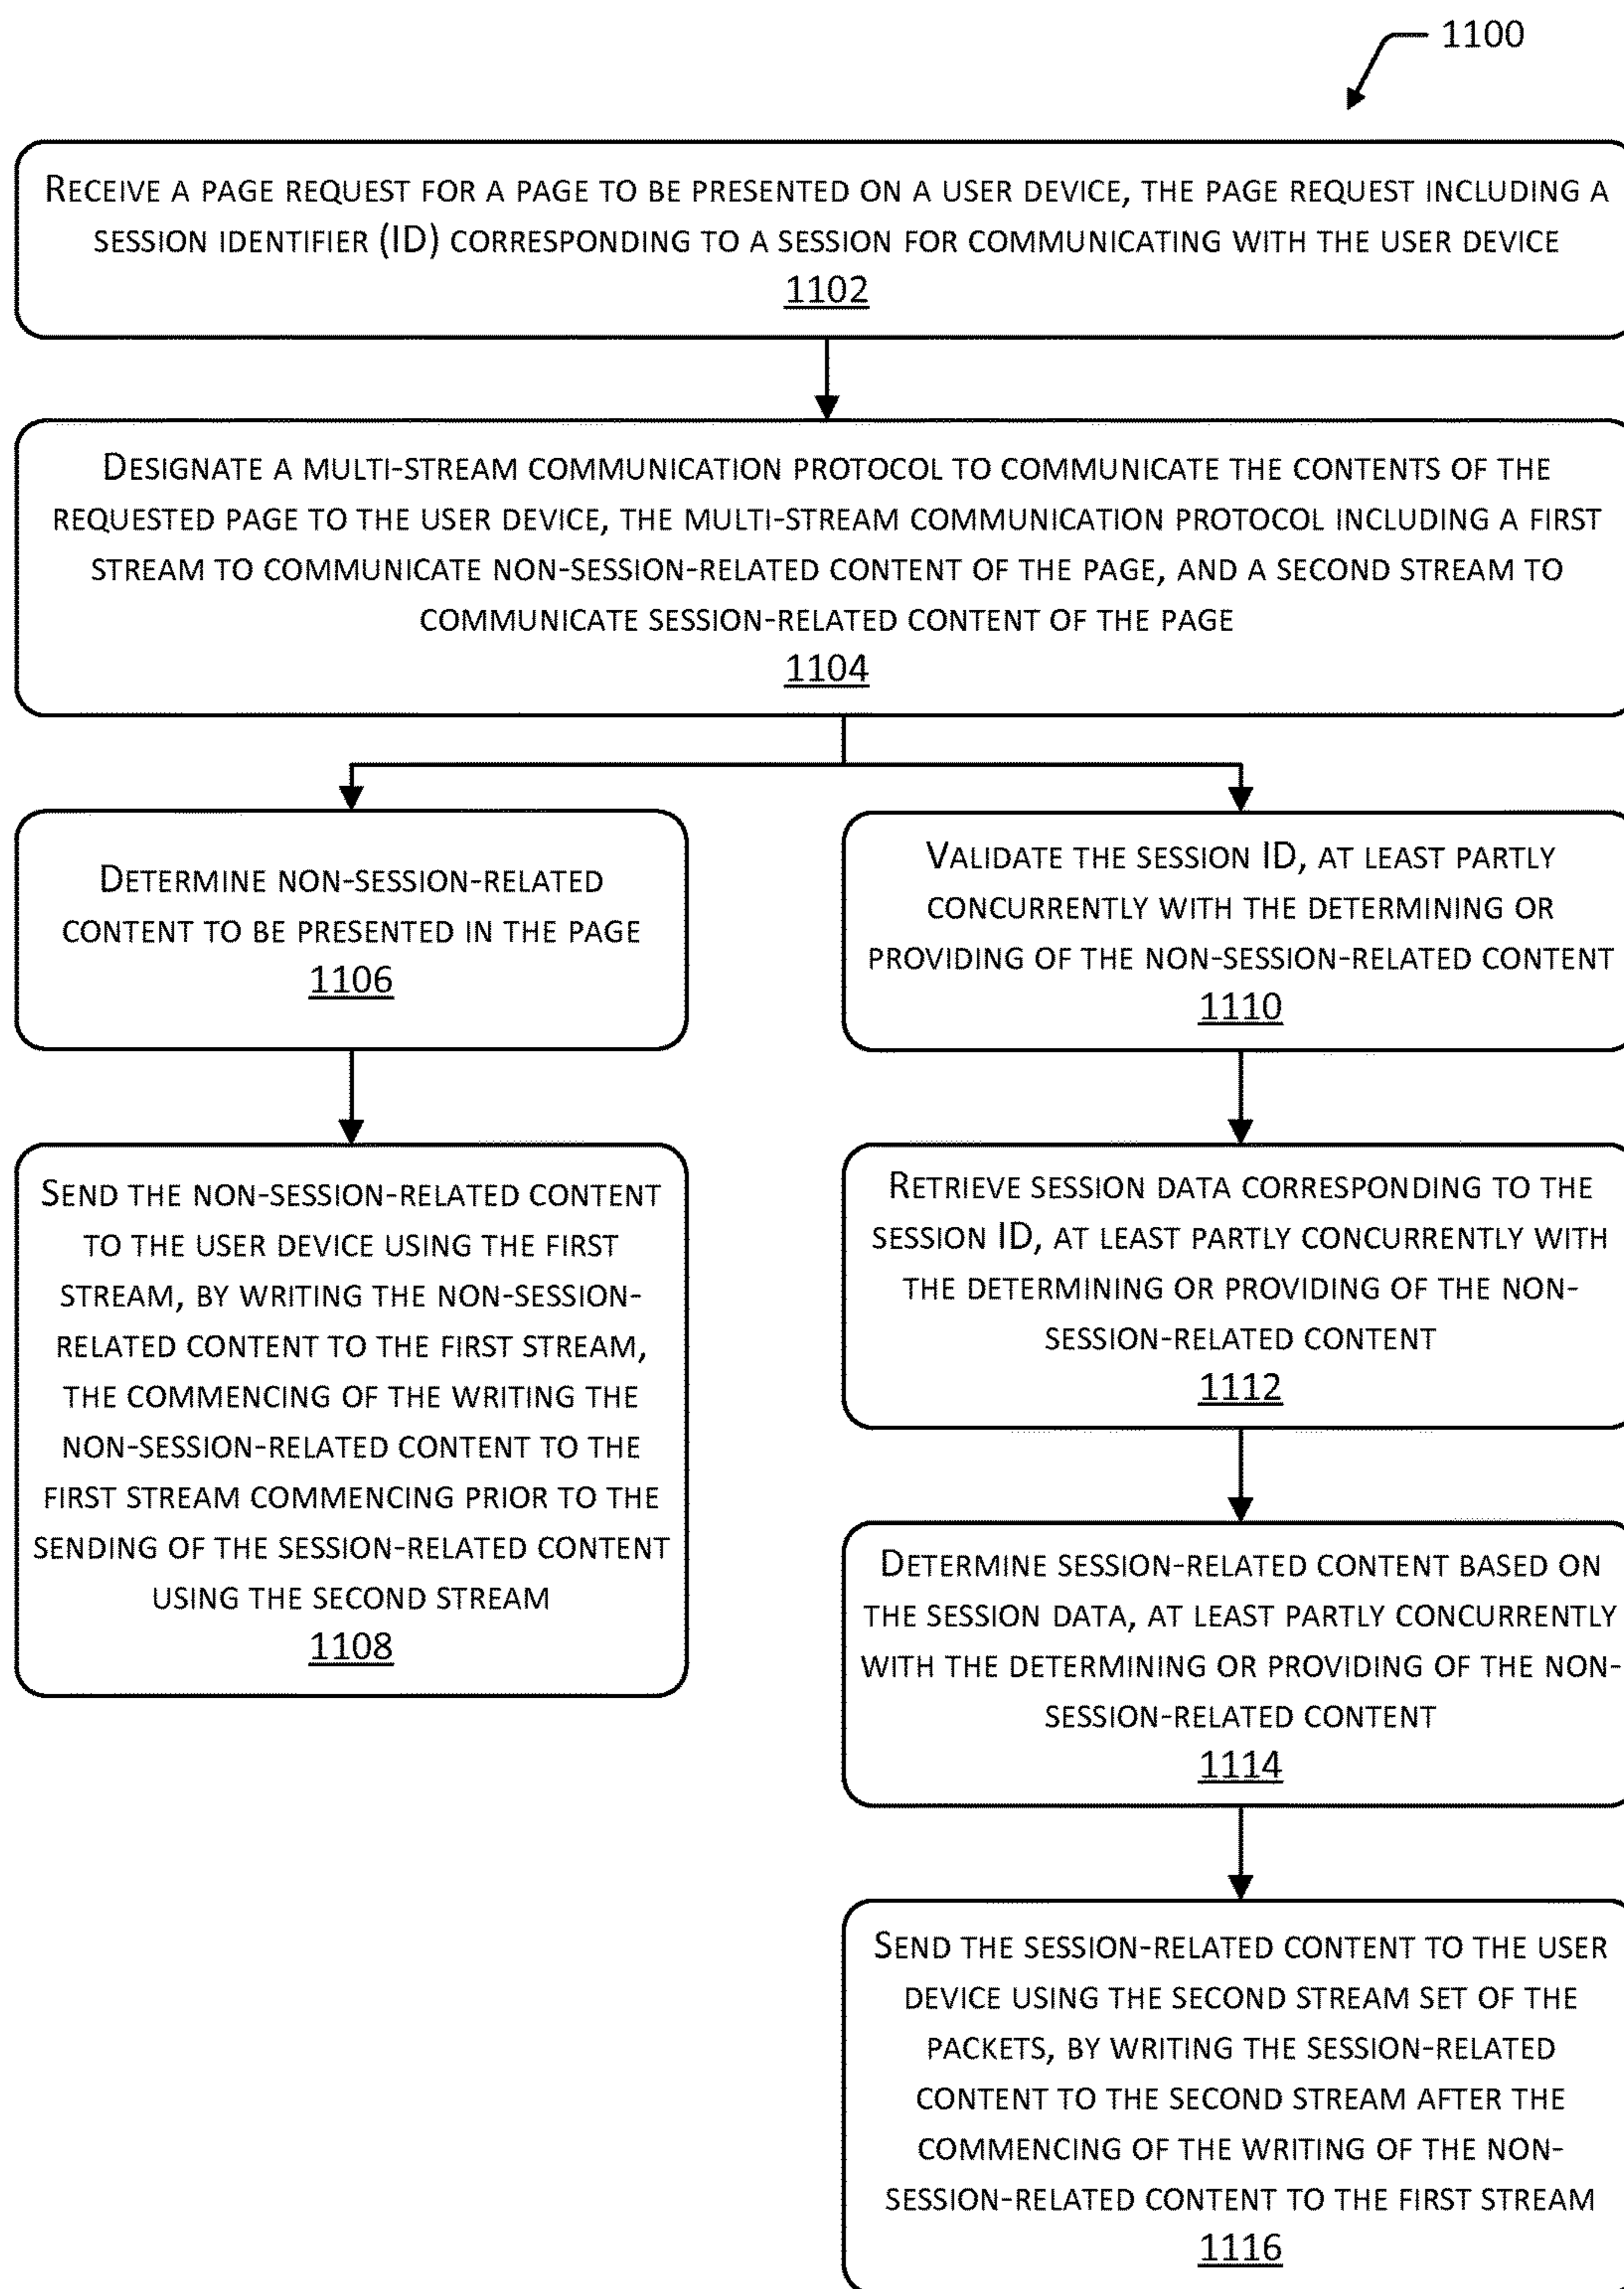 1100
RECEIVE A PAGE REQUEST FOR A PAGE TO BE PRESENTED ON A USER DEVICE, THE PAGE REQUEST INCLUDING A
SESSION IDENTIFIER (ID) CORRESPONDING TO A SESSION FOR COMMUNICATING WITH THE USER DEVICE
1102
DESIGNATE A MULTI-STREAM COMMUNICATION PROTOCOL TO COMMUNICATE THE CONTENTS OF THE
REQUESTED PAGE TO THE USER DEVICE, THE MULTI-STREAM COMMUNICATION PROTOCOL INCLUDING A FIRST
STREAM TO COMMUNICATE NON-SESSION-RELATED CONTENT OF THE PAGE, AND A SECOND STREAM TO
COMMUNICATE SESSION-RELATED CONTENT OF THE PAGE
1104
DETERMINE NON-SESSION-RELATED
CONTENT TO BE PRESENTED IN THE PAGE
1106
SEND THE NON-SESSION-RELATED CONTENT
TO THE USER DEVICE USING THE FIRST
STREAM, BY WRITING THE NON-SESSION-
RELATED CONTENT TO THE FIRST STREAM,
THE COMMENCING OF THE WRITING THE
NON-SESSION-RELATED CONTENT TO THE
FIRST STREAM COMMENCING PRIOR TO THE
SENDING OF THE SESSION-RELATED CONTENT
USING THE SECOND STREAM
1108
VALIDATE THE SESSION ID, AT LEAST PARTLY
CONCURRENTLY WITH THE DETERMINING OR
PROVIDING OF THE NON-SESSION-RELATED CONTENT
1110
RETRIEVE SESSION DATA CORRESPONDING TO THE
SESSION ID, AT LEAST PARTLY CONCURRENTLY WITH
THE DETERMINING OR PROVIDING OF THE NON-
SESSION-RELATED CONTENT
1112
DETERMINE SESSION-RELATED CONTENT BASED ON
THE SESSION DATA, AT LEAST PARTLY CONCURRENTLY
WITH THE DETERMINING OR PROVIDING OF THE NON-
SESSION-RELATED CONTENT
1114
SEND THE SESSION-RELATED CONTENT TO THE USER
DEVICE USING THE SECOND STREAM SET OF THE
PACKETS, BY WRITING THE SESSION-RELATED
CONTENT TO THE SECOND STREAM AFTER THE
COMMENCING OF THE WRITING OF THE NON-
SESSION-RELATED CONTENT TO THE FIRST STREAM
1116